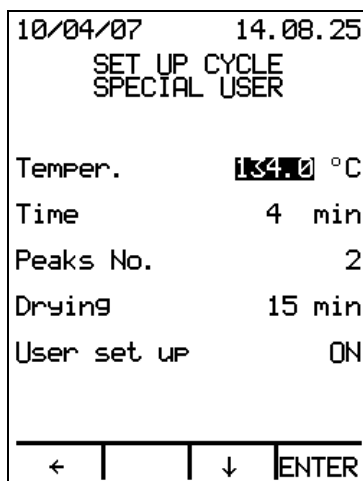 10/04/07 14.08.25
SET UP CYCLE
SPECIAL USER
Temper. 134.0 °C
Time 4 min
Peaks No. 2
Drying 15 min
User set up ON
← ↓ ENTER